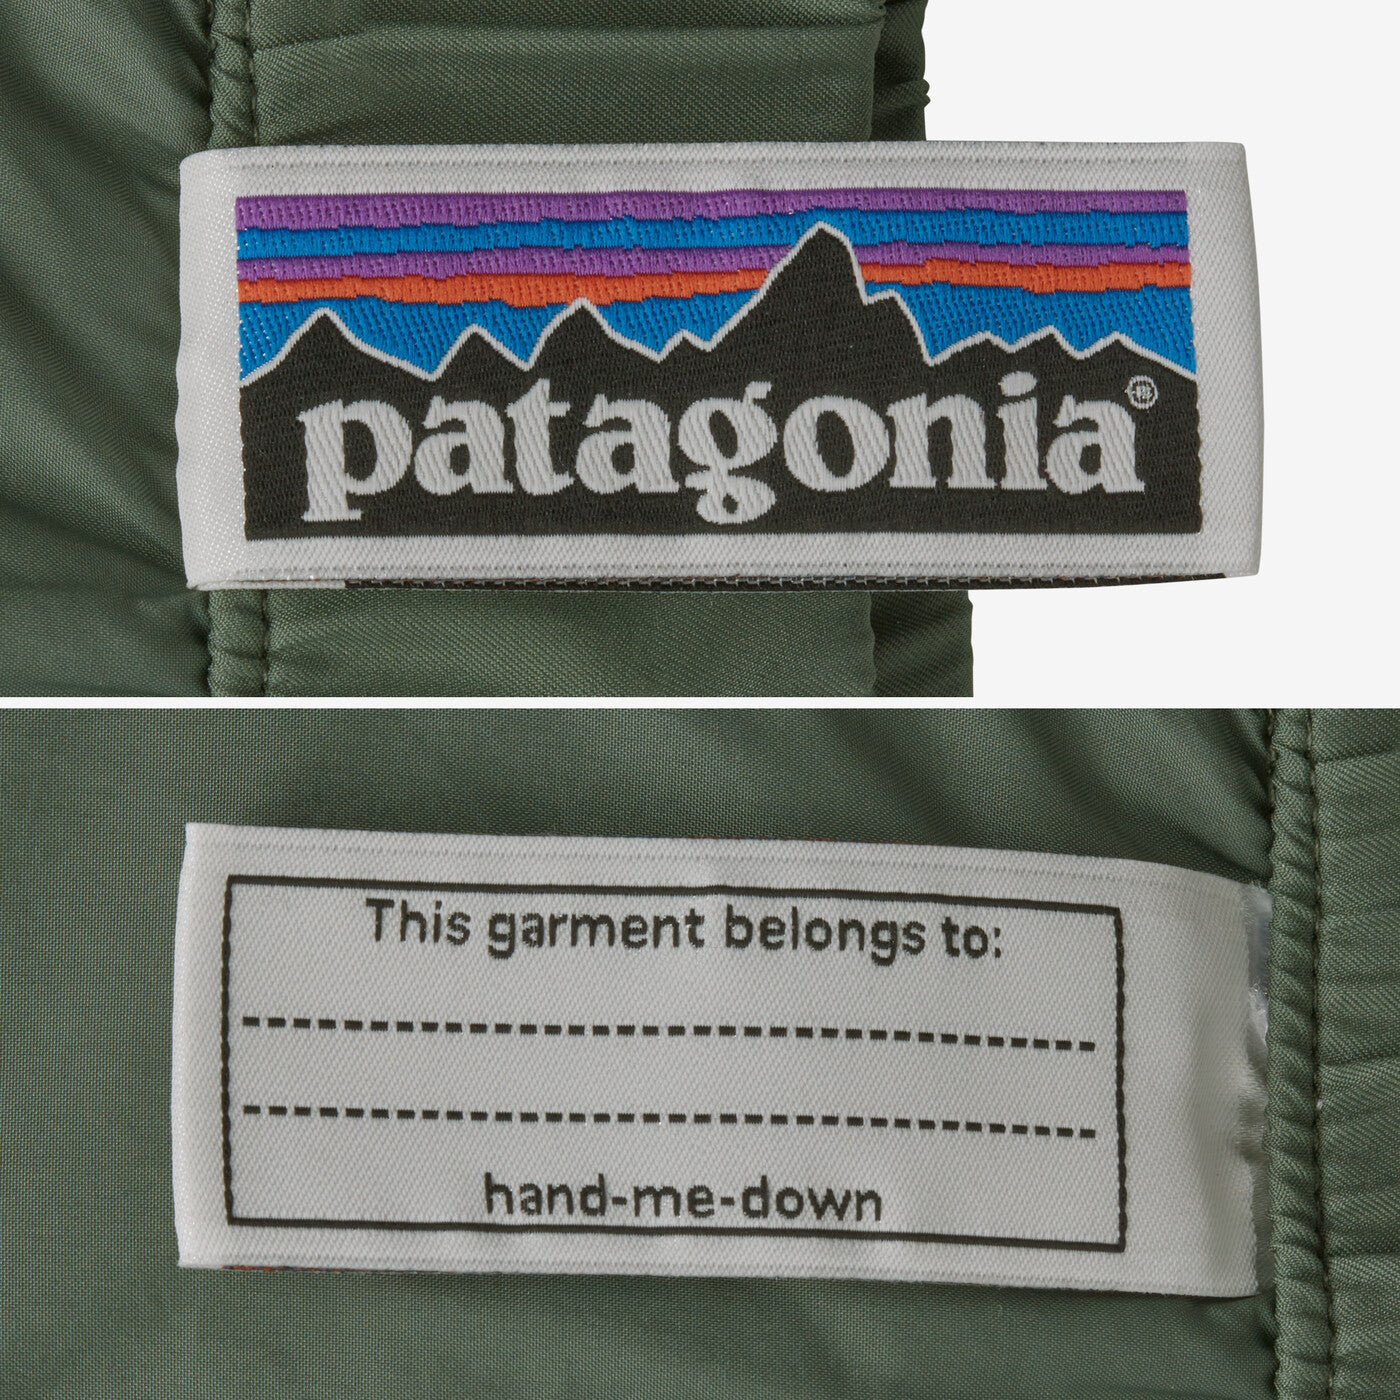 patagonia®
This garment belongs to:
hand-me-down